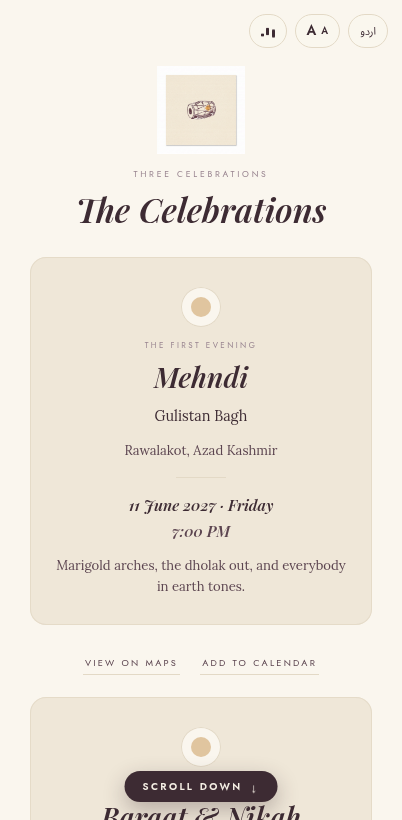 A A
اردو
THREE CELEBRATIONS
The Celebrations
THE FIRST EVENING
Mehndi
Gulistan Bagh
Rawalakot, Azad Kashmir
11 June 2027 · Friday
7:00 PM
Marigold arches, the dholak out, and everybody
in earth tones.
VIEW ON MAPS
ADD TO CALENDAR
SCROLL DOWN ↓
Baraat & Nikah